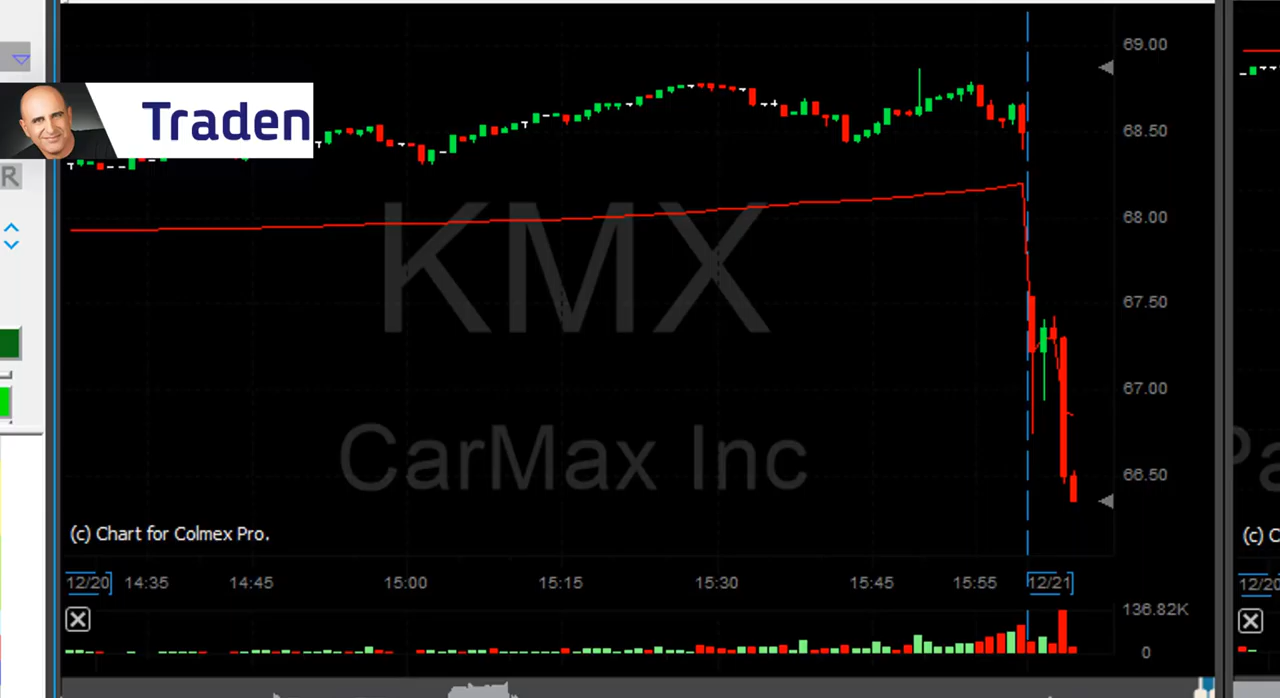 69.00
Traden
68.50
R
68.00
KMX
67.50
67.00
CarMax Inc
66.50
(c) Chart for Colmex Pro.
(c) C
12/20 14:35 14:45 15:00 15:15 15:30 15:45 15:55 12/21
12/20
136.82K
0